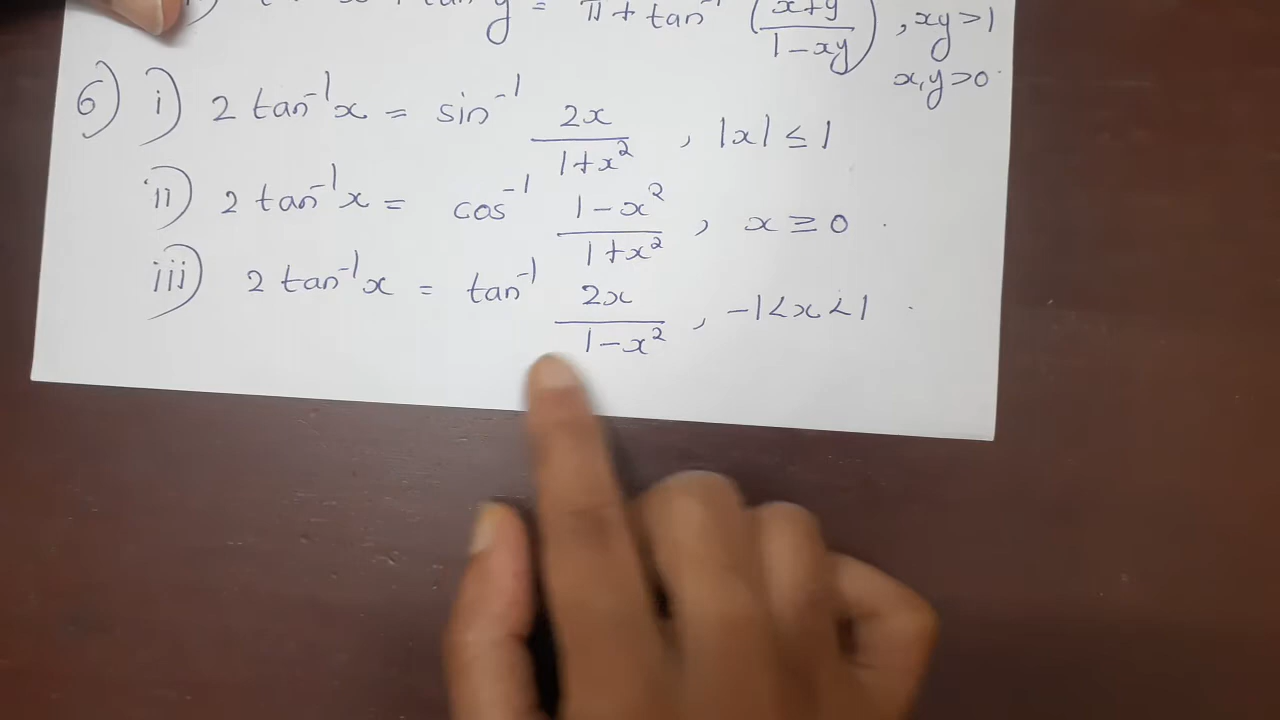 y = π + tan⁻¹ (x+y / 1-xy), xy>1
x,y>0.
6) i) 2 tan⁻¹x = sin⁻¹ 2x / 1+x², |x| ≤ 1
ii) 2 tan⁻¹x = cos⁻¹ 1-x² / 1+x², x ≥ 0.
iii) 2 tan⁻¹x = tan⁻¹ 2x / 1-x², -1<x<1.